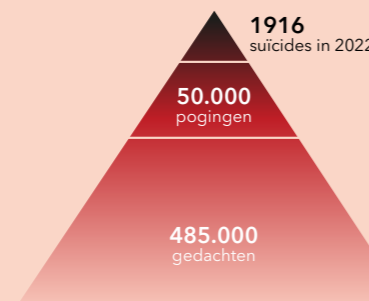 1916
suïcides in 2022
50.000
pogingen
485.000
gedachten